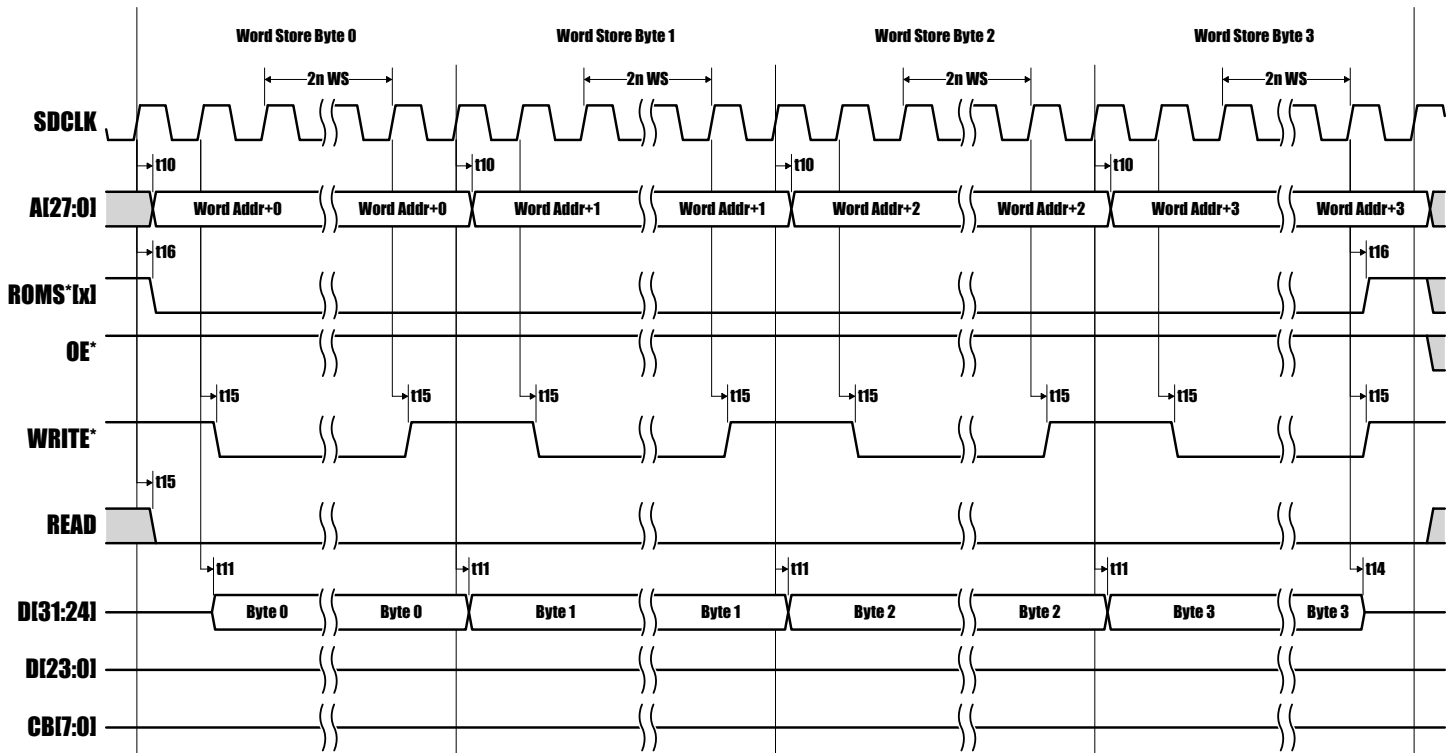 Word Store Byte 0 Word Store Byte 1 Word Store Byte 2 Word Store Byte 3
2n WS 2n WS 2n WS 2n WS
SDCLK
t10 t10 t10 t10
A[27:0] Word Addr+0 Word Addr+0 Word Addr+1 Word Addr+1 Word Addr+2 Word Addr+2 Word Addr+3 Word Addr+3
t16 t16
ROMS*[x]
OE*
t15 t15 t15 t15 t15 t15 t15 t15
WRITE*
t15
READ
t11 t11 t11 t11 t14
D[31:24] Byte 0 Byte 0 Byte 1 Byte 1 Byte 2 Byte 2 Byte 3 Byte 3
D[23:0]
CB[7:0]